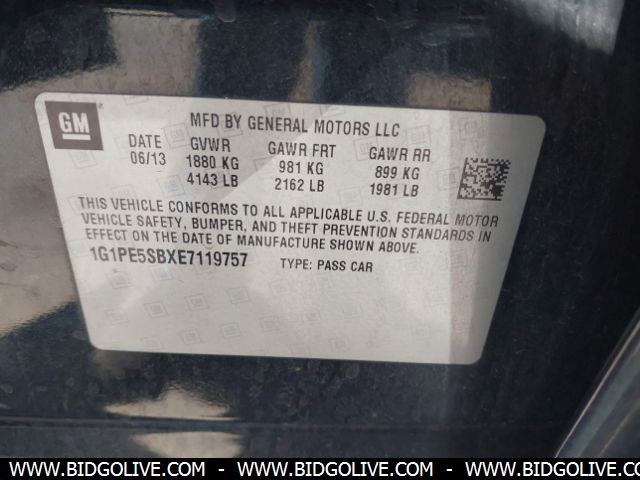 GM
MFD BY GENERAL MOTORS LLC
DATE GVWR GAWR FRT GAWR RR
06/13 1880 KG 981 KG 899 KG
4143 LB 2162 LB 1981 LB
THIS VEHICLE CONFORMS TO ALL APPLICABLE U.S. FEDERAL MOTOR
VEHICLE SAFETY, BUMPER, AND THEFT PREVENTION STANDARDS IN
EFFECT ON THE DATE OF MANUFACTURE SHOWN ABOVE.
1G1PE5SBXE7119757 TYPE: PASS CAR
WWW.BIDGOLIVE.COM - WWW.BIDGOLIVE.COM - WWW.BIDGOLIVE.COM